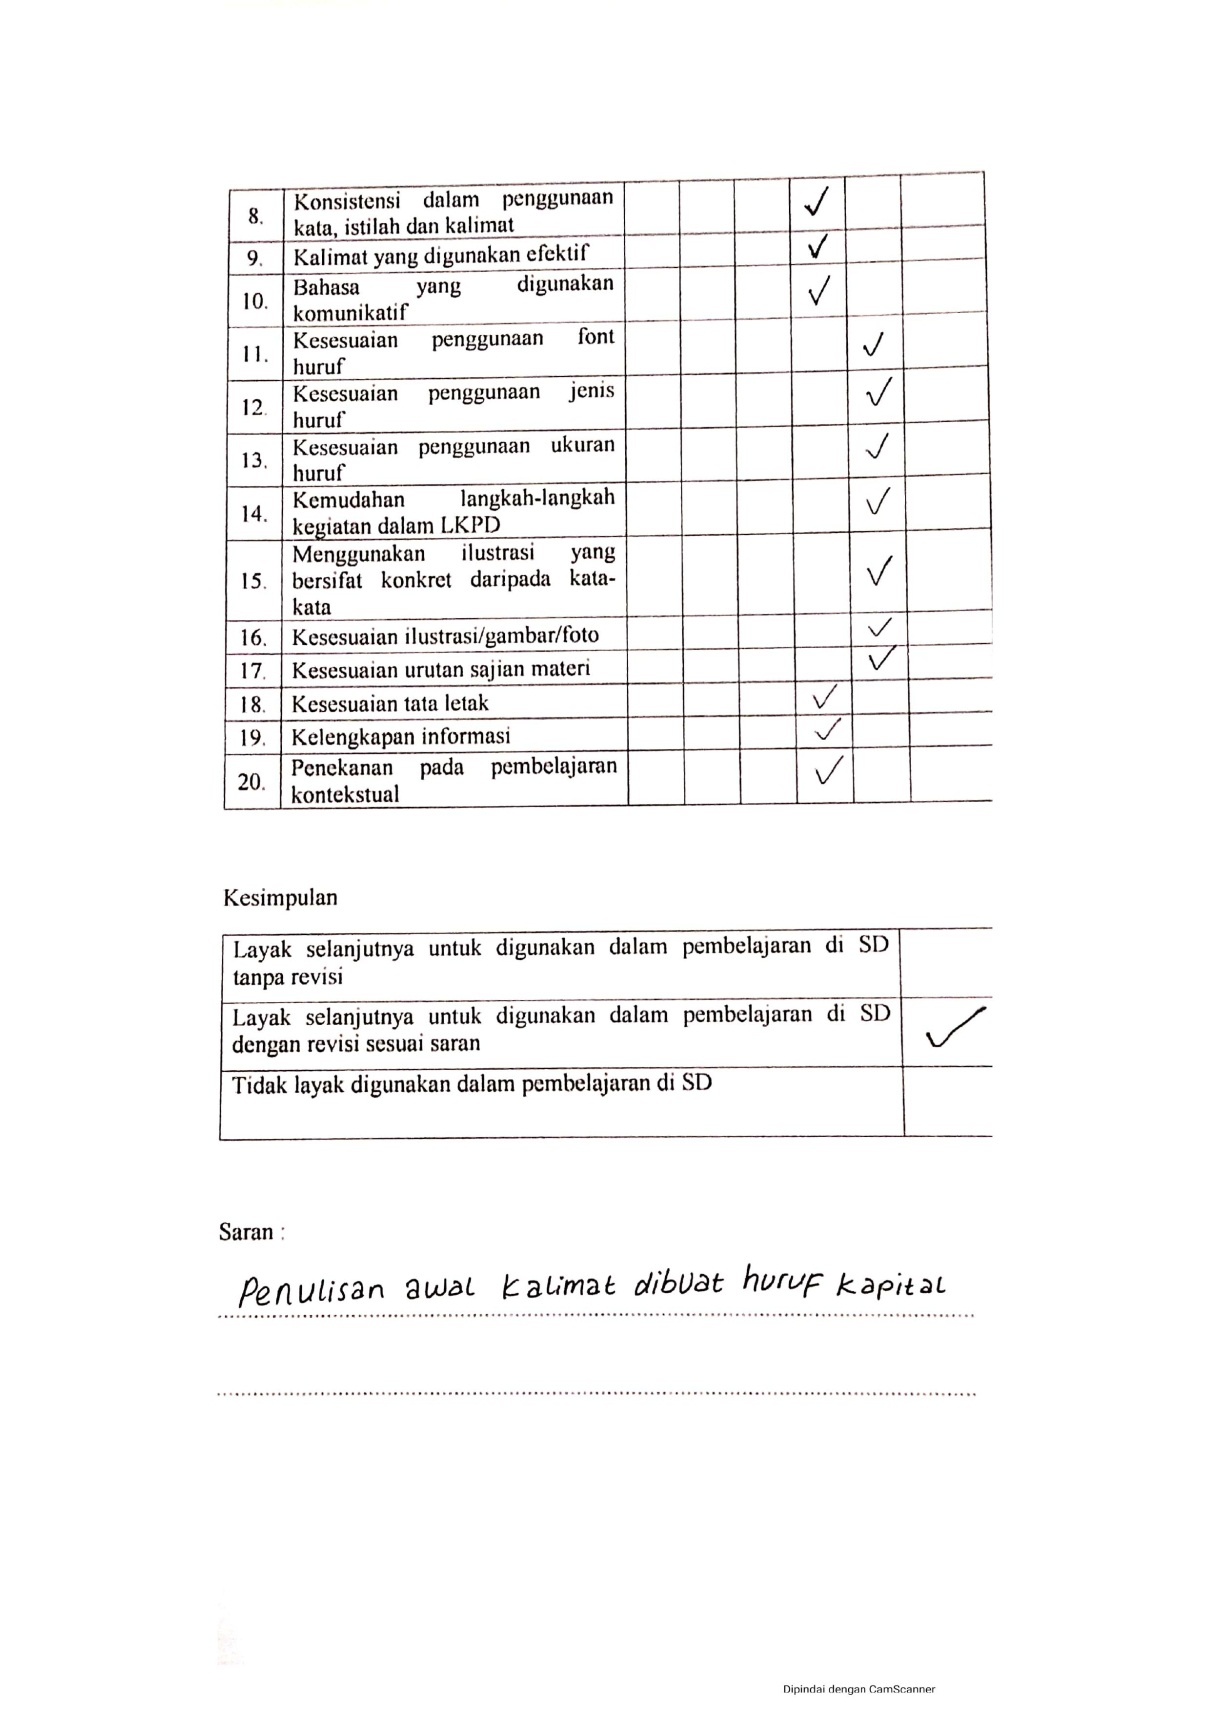 8. Konsistensi dalam penggunaan
kata, istilah dan kalimat ✓
9. Kalimat yang digunakan efektif ✓
10. Bahasa yang digunakan
komunikatif ✓
11. Kesesuaian penggunaan font
huruf ✓
12. Kesesuaian penggunaan jenis
huruf ✓
13. Kesesuaian penggunaan ukuran
huruf ✓
14. Kemudahan langkah-langkah
kegiatan dalam LKPD ✓
15. Menggunakan ilustrasi yang
bersifat konkret daripada kata-
kata ✓
16. Kesesuaian ilustrasi/gambar/foto ✓
17. Kesesuaian urutan sajian materi ✓
18. Kesesuaian tata letak ✓
19. Kelengkapan informasi ✓
20. Penekanan pada pembelajaran
kontekstual ✓
Kesimpulan
Layak selanjutnya untuk digunakan dalam pembelajaran di SD
tanpa revisi
Layak selanjutnya untuk digunakan dalam pembelajaran di SD
dengan revisi sesuai saran ✓
Tidak layak digunakan dalam pembelajaran di SD
Saran :
Penulisan awal kalimat dibuat huruf kapital
Dipindai dengan CamScanner